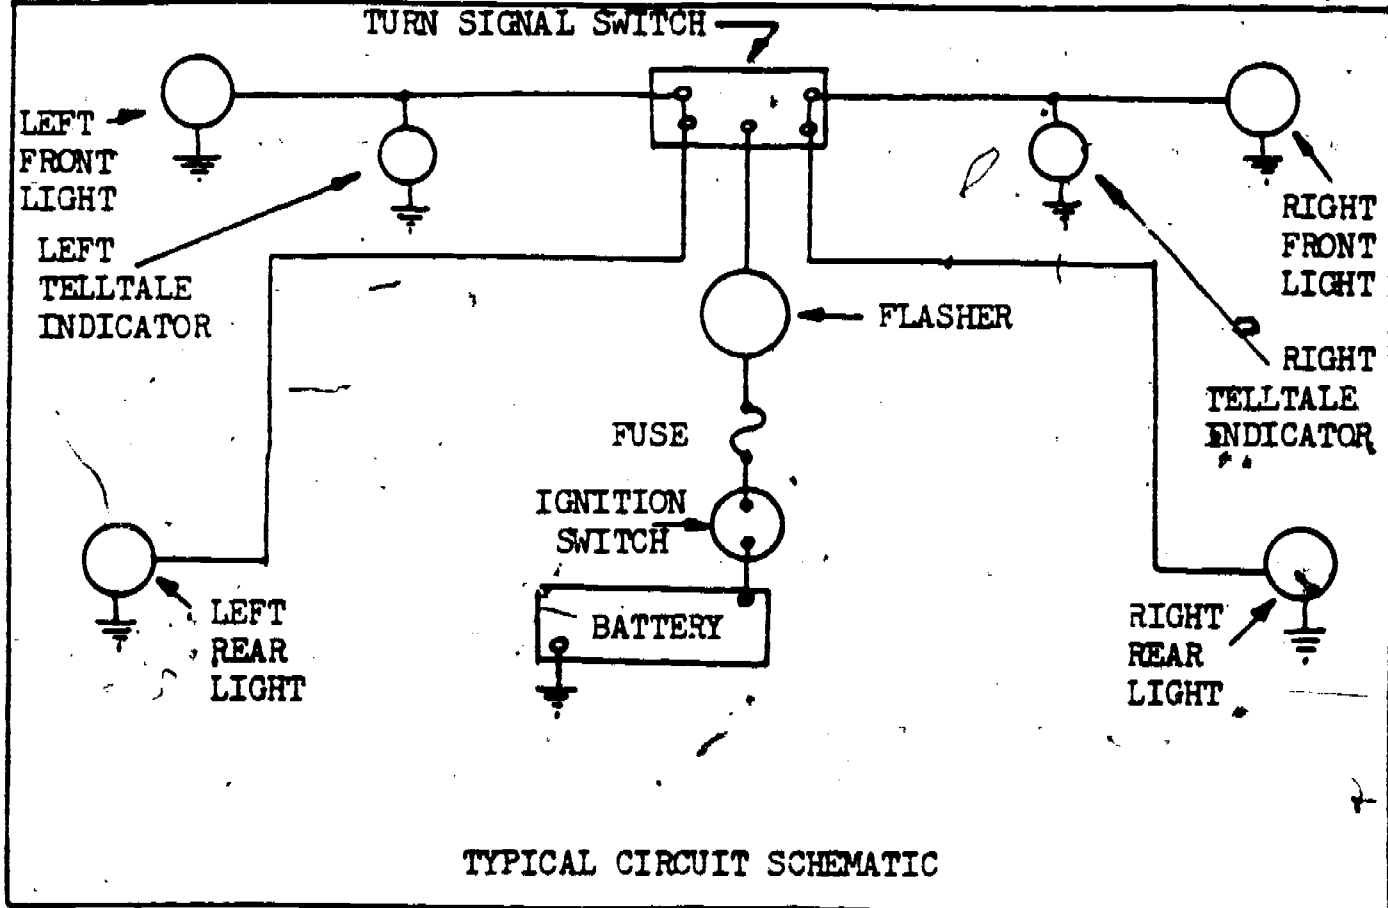 TURN SIGNAL SWITCH
LEFT
FRONT
LIGHT
LEFT
TELLTALE
INDICATOR
RIGHT
FRONT
LIGHT
FLASHER
RIGHT
TELLTALE
INDICATOR
FUSE
IGNITION
SWITCH
BATTERY
LEFT
REAR
LIGHT
RIGHT
REAR
LIGHT
TYPICAL CIRCUIT SCHEMATIC